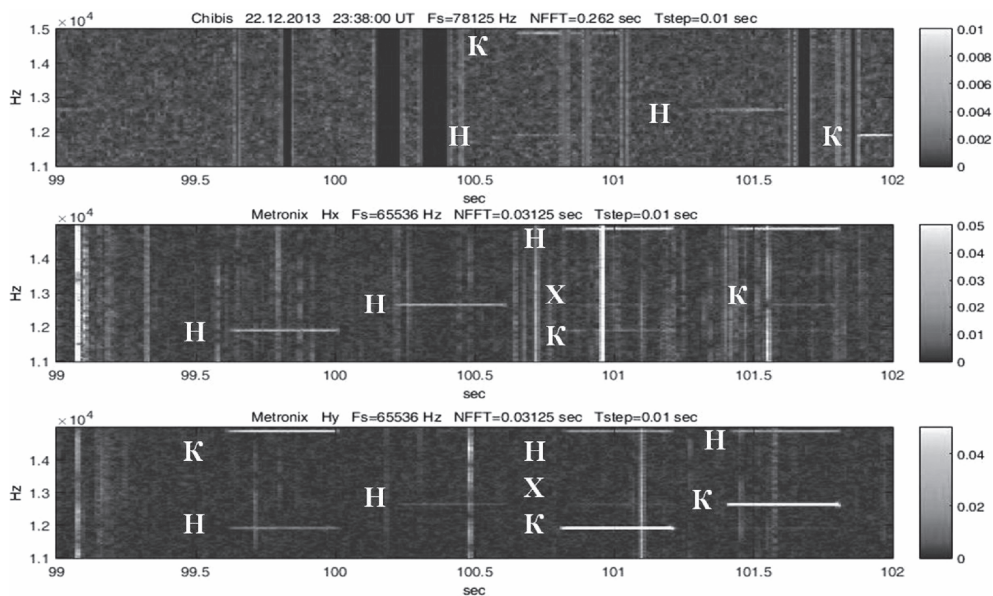 Chibis 22.12.2013 23:38:00 UT Fs=78125 Hz NFFT=0.262 sec Tstep=0.01 sec
×10⁴
1.5
1.4
1.3
1.2
1.1
Hz
К
Н
Н
К
0.01
0.008
0.006
0.004
0.002
0
99 99.5 100 100.5 101 101.5 102
sec
Metronix Hx Fs=65536 Hz NFFT=0.03125 sec Tstep=0.01 sec
×10⁴
1.4
1.3
1.2
1.1
Hz
Н
Н
Н
Х
К
К
0.05
0.04
0.03
0.02
0.01
0
99 99.5 100 100.5 101 101.5 102
sec
Metronix Hy Fs=65536 Hz NFFT=0.03125 sec Tstep=0.01 sec
×10⁴
1.4
1.3
1.2
1.1
Hz
К
Н
Н
Н
Х
К
Н
К
0.04
0.02
0
99 99.5 100 100.5 101 101.5 102
sec